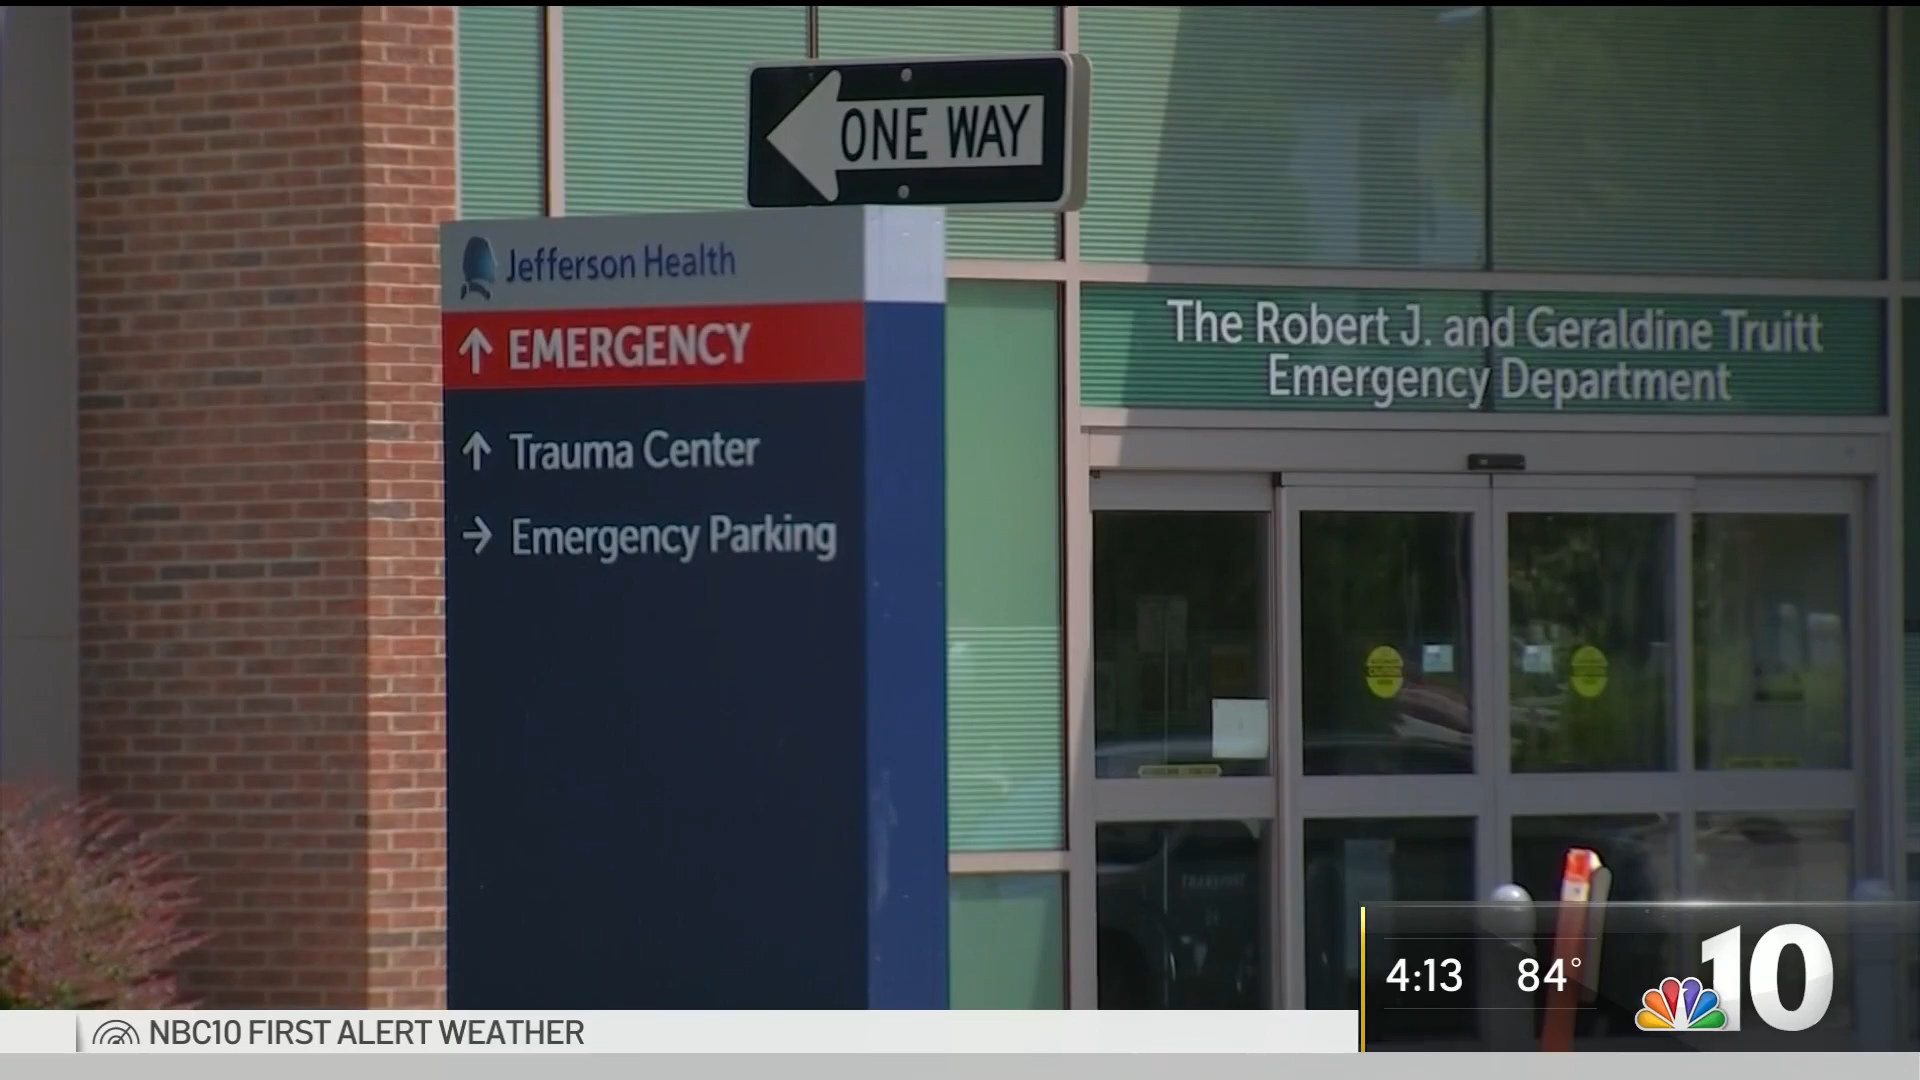 ONE WAY
Jefferson Health
↑ EMERGENCY
↑ Trauma Center
→ Emergency Parking
The Robert J. and Geraldine Truitt
Emergency Department
4:13 84°
10
NBC10 FIRST ALERT WEATHER